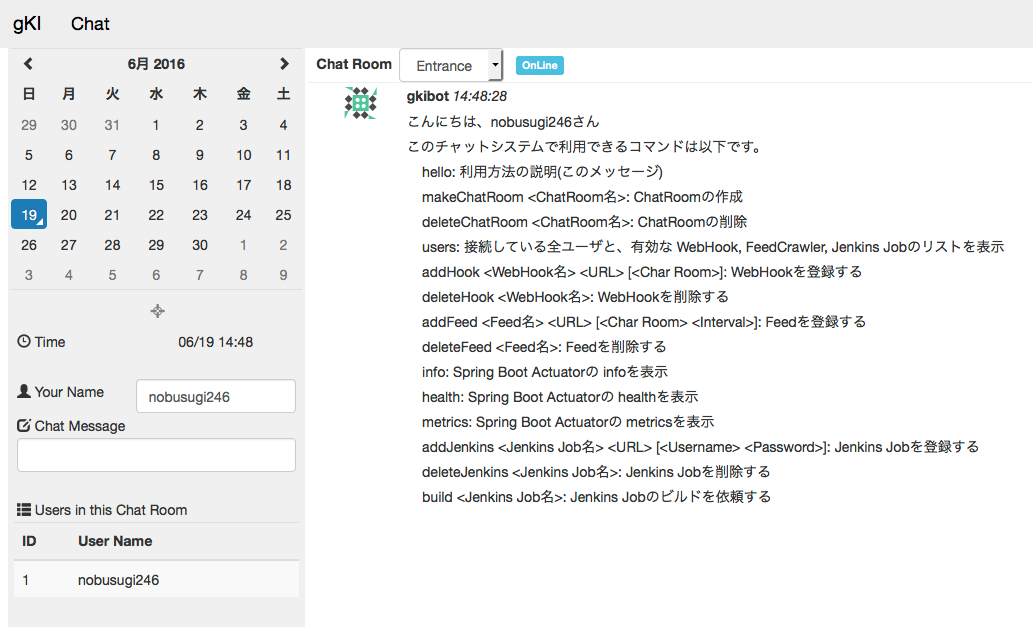 gKI Chat
6月 2016
日 月 火 水 木 金 土
29 30 31 1 2 3 4
5 6 7 8 9 10 11
12 13 14 15 16 17 18
19 20 21 22 23 24 25
26 27 28 29 30 1 2
3 4 5 6 7 8 9
Time 06/19 14:48
Your Name nobusugi246
Chat Message
Users in this Chat Room
ID User Name
1 nobusugi246
Chat Room Entrance OnLine
gkibot 14:48:28
こんにちは、nobusugi246さん
このチャットシステムで利用できるコマンドは以下です。
hello: 利用方法の説明(このメッセージ)
makeChatRoom <ChatRoom名>: ChatRoomの作成
deleteChatRoom <ChatRoom名>: ChatRoomの削除
users: 接続している全ユーザと、有効な WebHook, FeedCrawler, Jenkins Jobのリストを表示
addHook <WebHook名> <URL> [<Char Room>]: WebHookを登録する
deleteHook <WebHook名>: WebHookを削除する
addFeed <Feed名> <URL> [<Char Room> <Interval>]: Feedを登録する
deleteFeed <Feed名>: Feedを削除する
info: Spring Boot Actuatorの infoを表示
health: Spring Boot Actuatorの healthを表示
metrics: Spring Boot Actuatorの metricsを表示
addJenkins <Jenkins Job名> <URL> [<Username> <Password>]: Jenkins Jobを登録する
deleteJenkins <Jenkins Job名>: Jenkins Jobを削除する
build <Jenkins Job名>: Jenkins Jobのビルドを依頼する